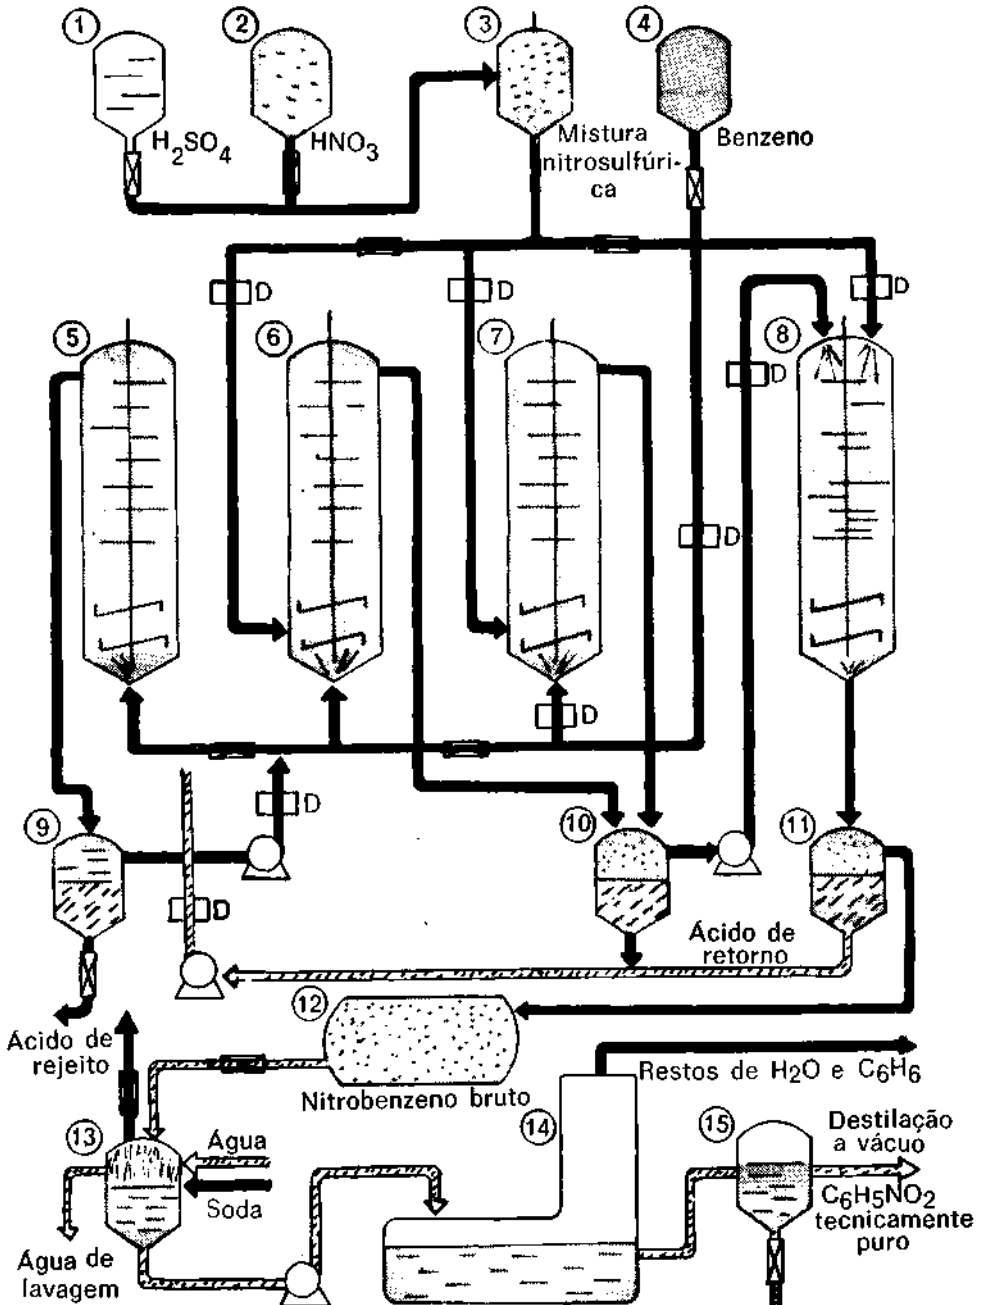 1
2
3
4
H2SO4
HNO3
Mistura
nitrosulfúri-
ca
Benzeno
D
D
D
D
5
6
7
8
D
D
D
9
10
11
D
Ácido de
retorno
12
Ácido de
rejeito
Nitrobenzeno bruto
Restos de H2O e C6H6
13
14
15
Água
Soda
Água de
lavagem
Destilação
a vácuo
C6H5NO2
tecnicamente
puro